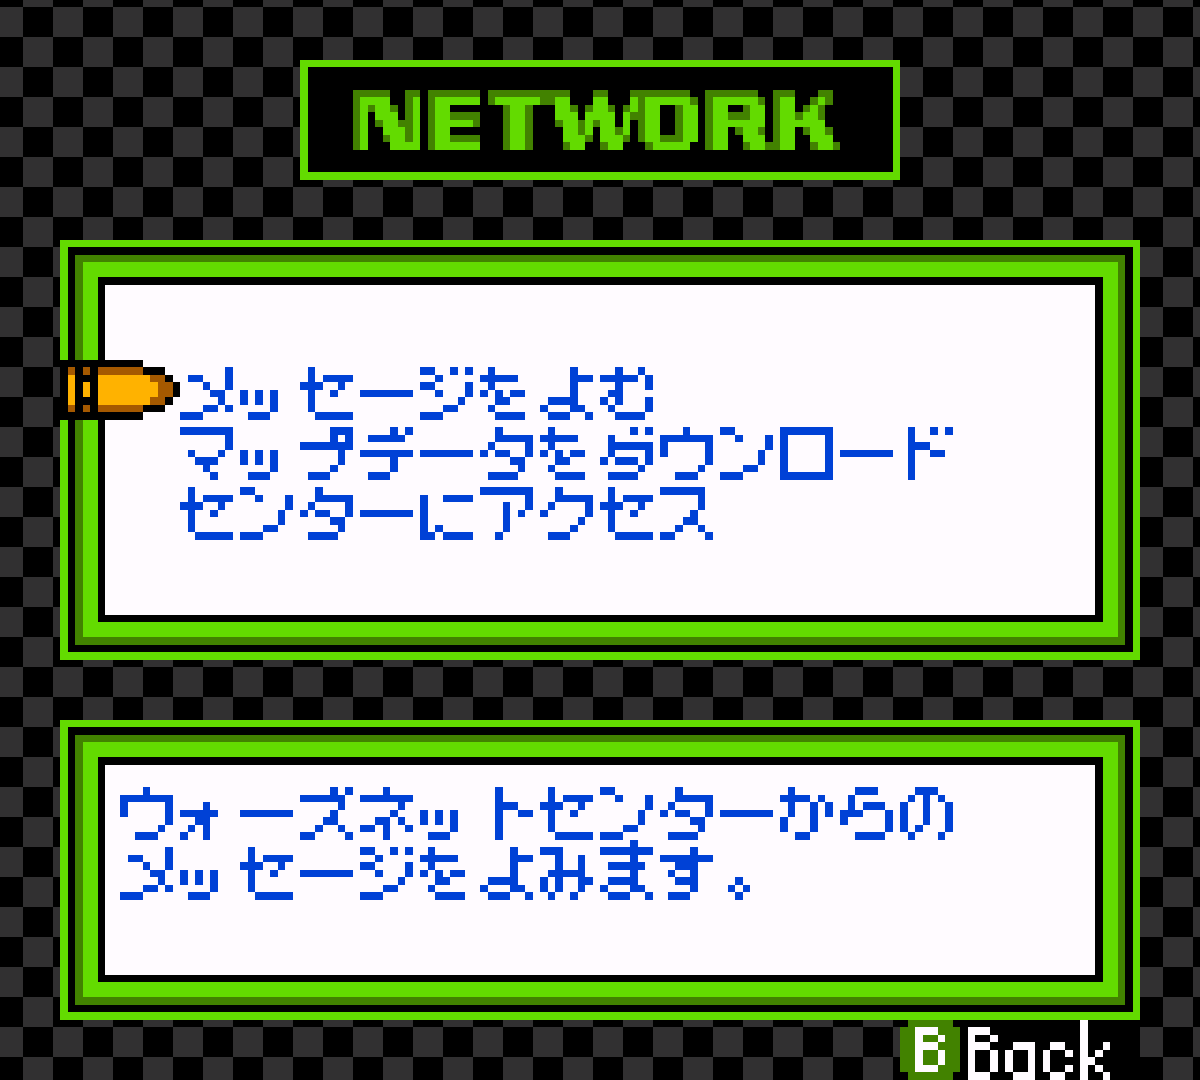 NETWORK
メッセージをよむ
マップデータをダウンロード
センターにアクセス
ウォーズネットセンターからの
メッセージをよみます。
B Back